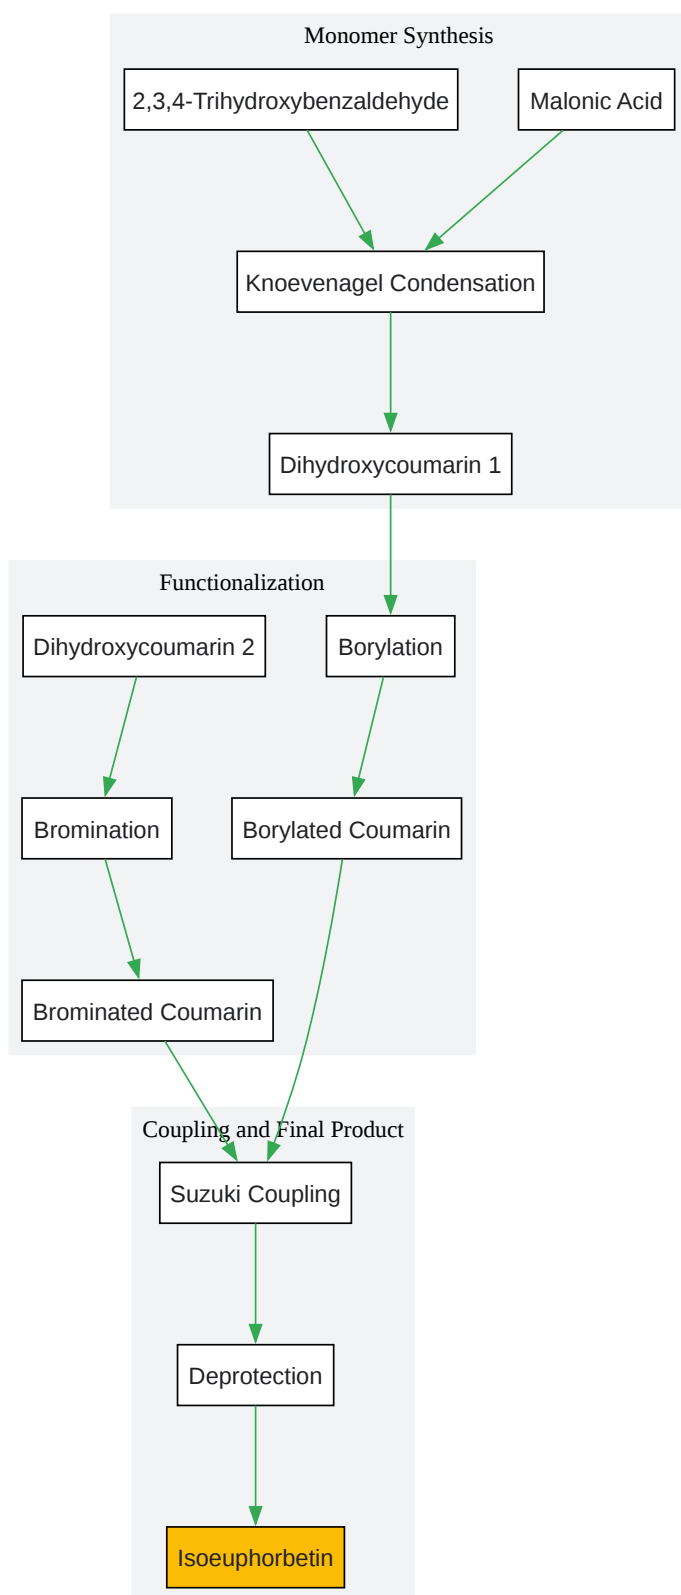 Monomer Synthesis
2,3,4-Trihydroxybenzaldehyde
Malonic Acid
Knoevenagel Condensation
Dihydroxycoumarin 1
Functionalization
Dihydroxycoumarin 2
Borylation
Bromination
Borylated Coumarin
Brominated Coumarin
Coupling and Final Product
Suzuki Coupling
Deprotection
Isoeuphorbetin